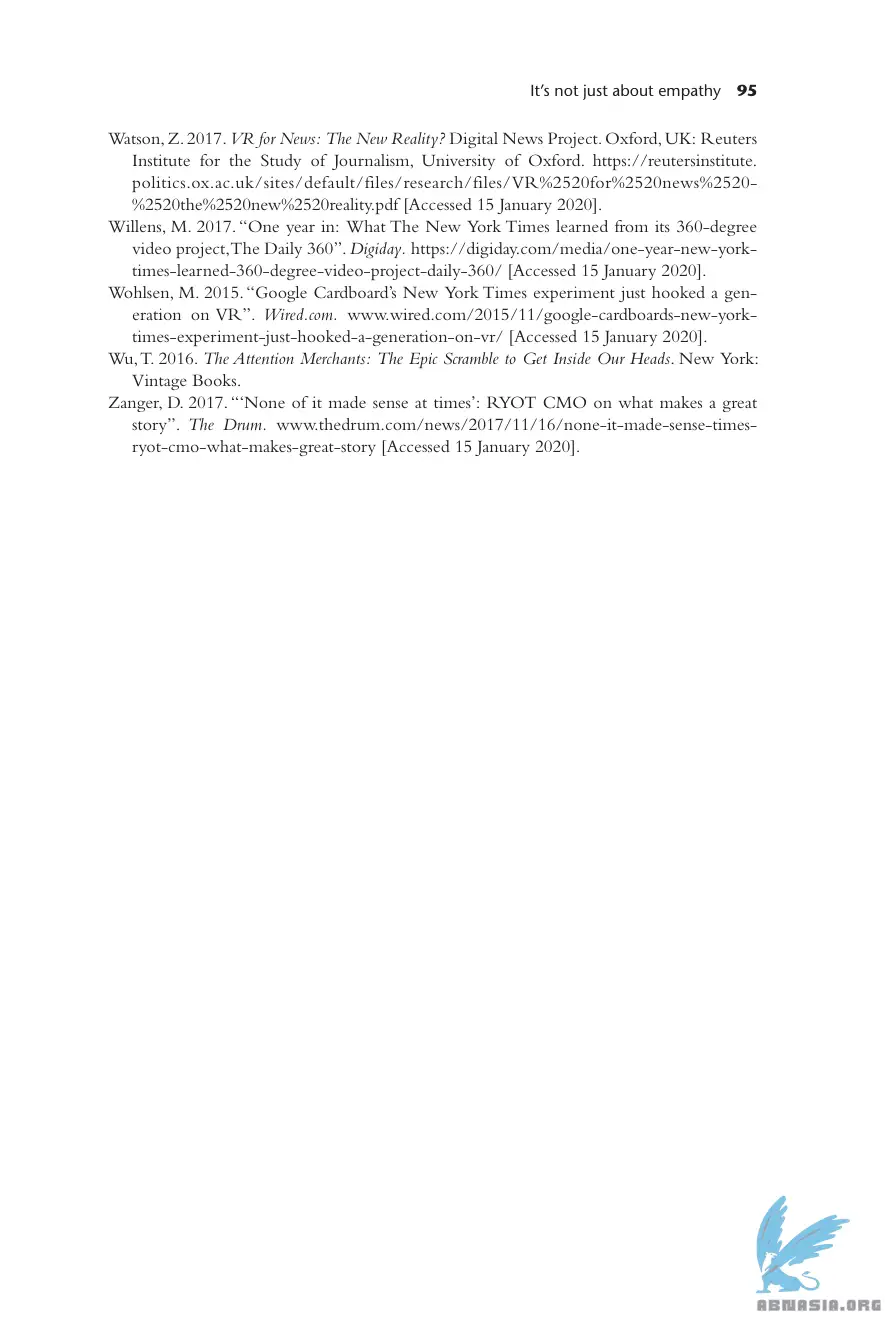 It’s not just about empathy 95
Watson, Z. 2017. VR for News: The New Reality? Digital News Project. Oxford, UK: Reuters
Institute for the Study of Journalism, University of Oxford. https://reutersinstitute.
politics.ox.ac.uk/sites/default/files/research/files/VR%2520for%2520news%2520-
%2520the%2520new%2520reality.pdf [Accessed 15 January 2020].
Willens, M. 2017. “One year in: What The New York Times learned from its 360-degree
video project, The Daily 360”. Digiday. https://digiday.com/media/one-year-new-york-
times-learned-360-degree-video-project-daily-360/ [Accessed 15 January 2020].
Wohlsen, M. 2015. “Google Cardboard’s New York Times experiment just hooked a gen-
eration on VR”. Wired.com. www.wired.com/2015/11/google-cardboards-new-york-
times-experiment-just-hooked-a-generation-on-vr/ [Accessed 15 January 2020].
Wu, T. 2016. The Attention Merchants: The Epic Scramble to Get Inside Our Heads. New York:
Vintage Books.
Zanger, D. 2017. “‘None of it made sense at times’: RYOT CMO on what makes a great
story”. The Drum. www.thedrum.com/news/2017/11/16/none-it-made-sense-times-
ryot-cmo-what-makes-great-story [Accessed 15 January 2020].
ABNASIA.ORG